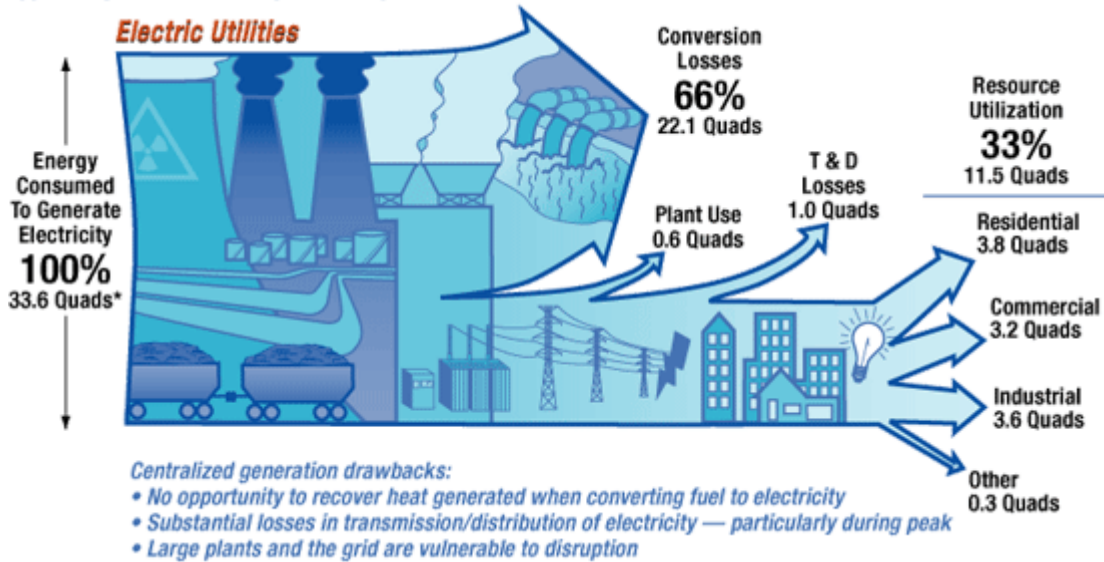 Electric Utilities
Energy
Consumed
To Generate
Electricity
100%
33.6 Quads*
Conversion
Losses
66%
22.1 Quads
Plant Use
0.6 Quads
T & D
Losses
1.0 Quads
Resource
Utilization
33%
11.5 Quads
Residential
3.8 Quads
Commercial
3.2 Quads
Industrial
3.6 Quads
Other
0.3 Quads
Centralized generation drawbacks:
• No opportunity to recover heat generated when converting fuel to electricity
• Substantial losses in transmission/distribution of electricity — particularly during peak
• Large plants and the grid are vulnerable to disruption